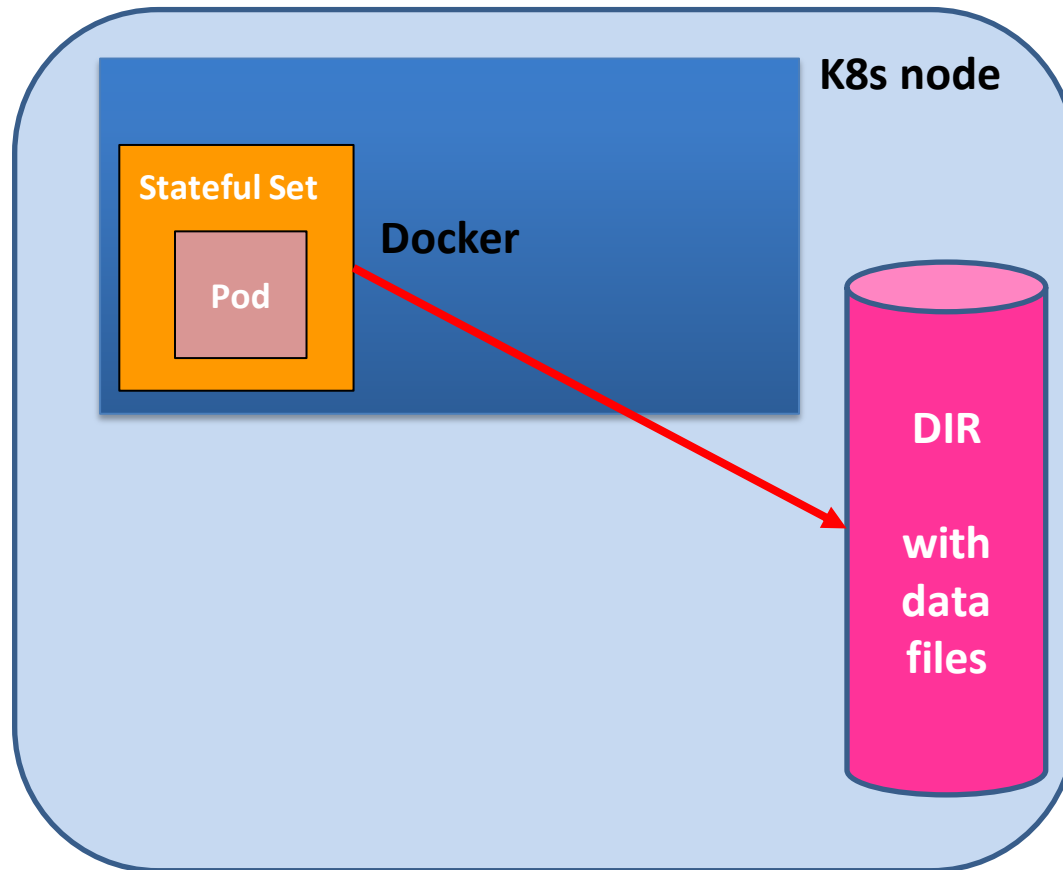 K8s node
Stateful Set
Docker
Pod
DIR
with
data
files